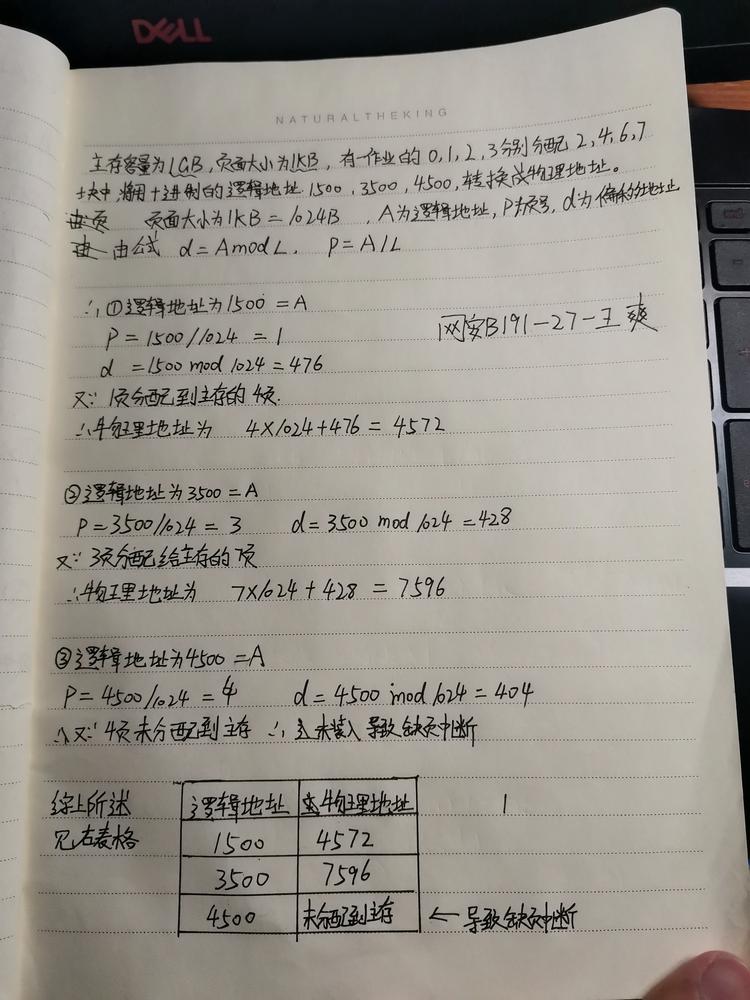 DELL
NATURALTHEKING
主存容量为1GB,页面大小为1KB,有一作业的0,1,2,3分别分配2,4,6,7
块中,将用十进制的逻辑地址1500,3500,4500,转换成物理地址。
页面大小为1KB=1024B,A为逻辑地址,P为页号,d为偏移的地址
由公式 d=AmodL, P=A/L
∴①逻辑地址为1500=A
P=1500/1024=1
d=1500 mod 1024=476
网安B191-27-王爽
又∵1页分配到主存的4页.
∴物理地址为 4×1024+476=4572
②逻辑地址为3500=A
P=3500/1024=3 d=3500 mod 1024=428
又∵3页分配给主存的7页
∴物理地址为 7×1024+428=7596
③逻辑地址为4500=A
P=4500/1024=4 d=4500 mod 1024=404
又∵4页未分配到主存 ∴未装入导致缺页中断
综上所述
见右表格
逻辑地址 物理地址
1500 4572
3500 7596
4500 未分配到主存 ← 导致缺页中断